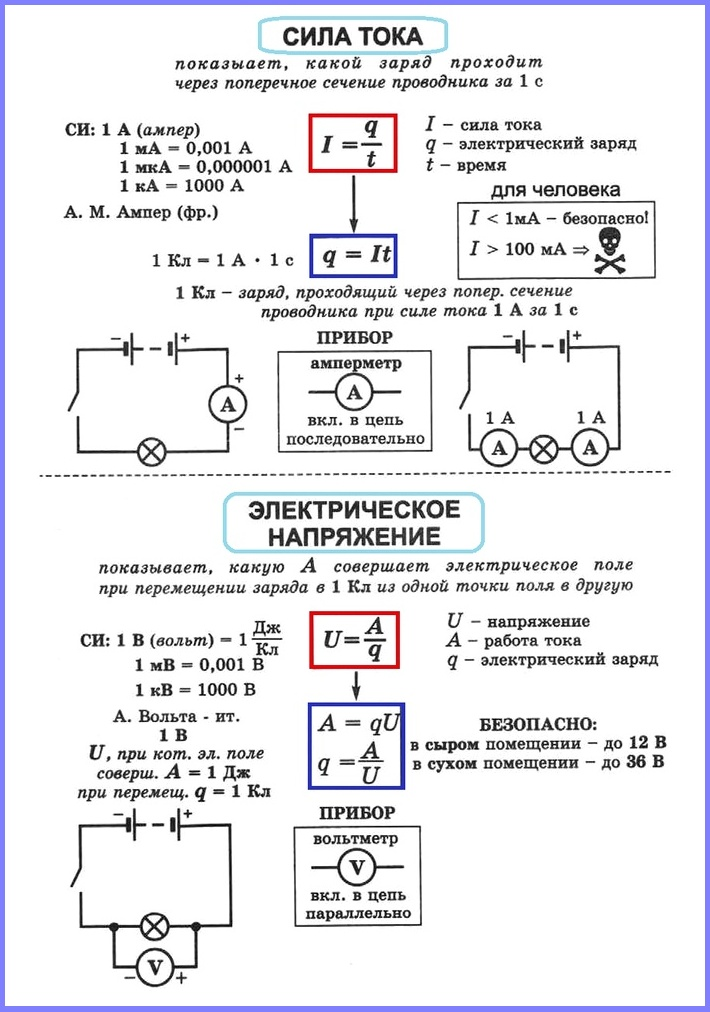 СИЛА ТОКА
показыает, какой заряд проходит
через поперечное сечение проводника за 1 с
СИ: 1 А (ампер)
1 мА = 0,001 А
1 мкА = 0,000001 А
1 кА = 1000 А
А. М. Ампер (фр.)
I = q/t
I – сила тока
q – электрический заряд
t – время
для человека
I < 1мА – безопасно!
I > 100 мА ⇒
1 Кл = 1 А · 1 с
q = It
1 Кл – заряд, проходящий через попер. сечение
проводника при силе тока 1 А за 1 с
– +
+
A
–
ПРИБОР
амперметр
A
вкл. в цепь
последовательно
– +
1 А 1 А
A A
ЭЛЕКТРИЧЕСКОЕ
НАПРЯЖЕНИЕ
показывает, какую A совершает электрическое поле
при перемещении заряда в 1 Кл из одной точки поля в другую
СИ: 1 В (вольт) = 1 Дж/Кл
1 мВ = 0,001 В
1 кВ = 1000 В
U = A/q
U – напряжение
A – работа тока
q – электрический заряд
А. Вольта - ит.
1 В
U, при кот. эл. поле
соверш. A = 1 Дж
при перемещ. q = 1 Кл
A = qU
q = A/U
БЕЗОПАСНО:
в сыром помещении – до 12 В
в сухом помещении – до 36 В
– +
V
– +
ПРИБОР
вольтметр
V
вкл. в цепь
параллельно